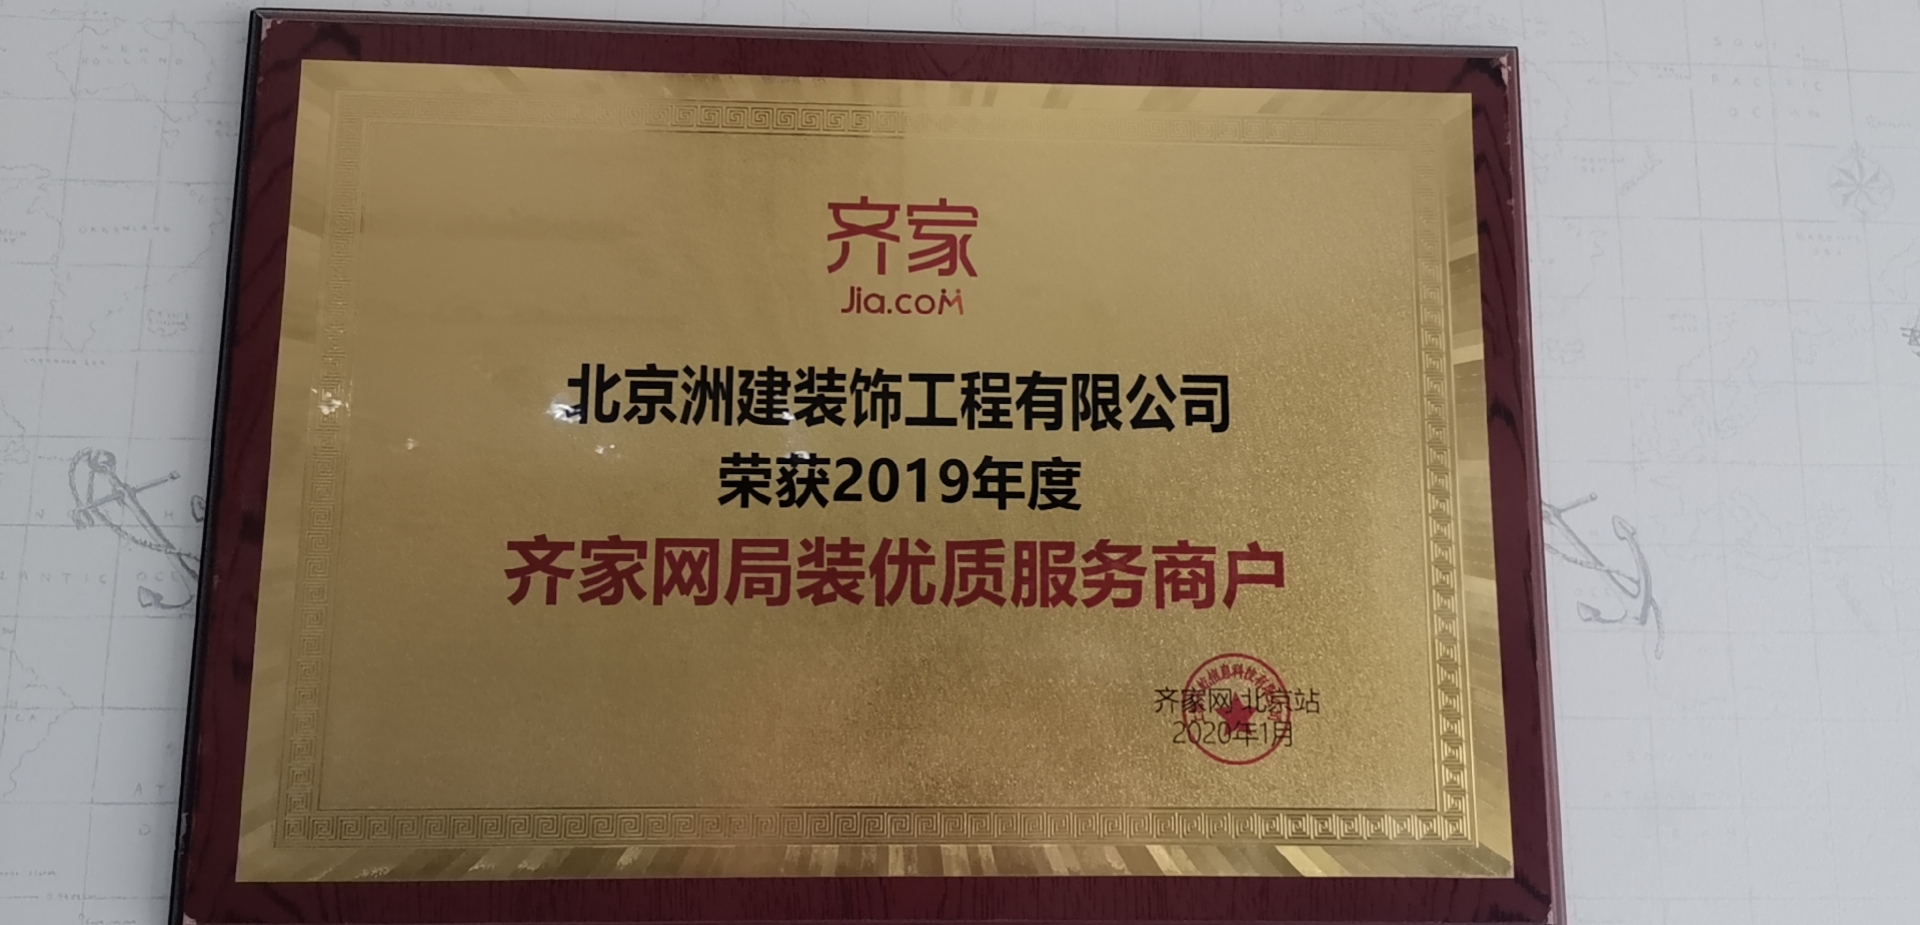 齐家
Jia.com
北京洲建装饰工程有限公司
荣获2019年度
齐家网局装优质服务商户
齐家网 北京站
2020年1月